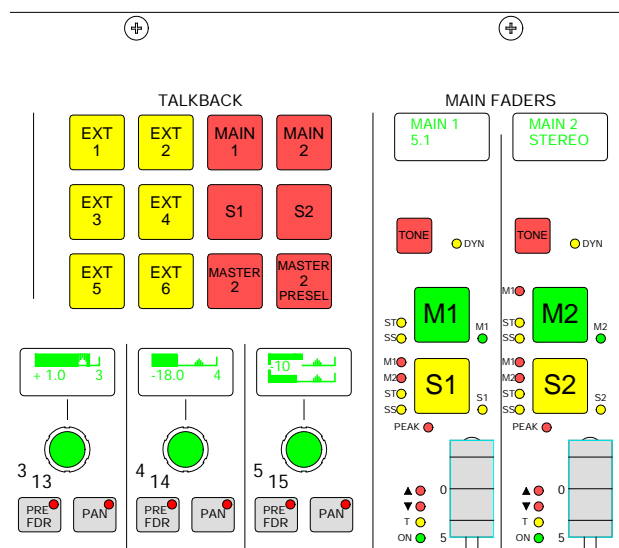 TALKBACK
MAIN FADERS
EXT
1
EXT
2
MAIN
1
MAIN
2
EXT
3
EXT
4
S1
S2
EXT
5
EXT
6
MASTER
2
MASTER
2
PRESEL
MAIN 1
5.1
MAIN 2
STEREO
TONE
DYN
TONE
DYN
M1
ST
SS
M1
M1
ST
SS
M2
M1
M2
M1
M2
ST
SS
S1
S1
M1
M2
ST
SS
S2
S2
PEAK
PEAK
+ 1.0 3
-18.0 4
-10
3
13
4
14
5
15
PRE
FDR
PAN
PRE
FDR
PAN
PRE
FDR
PAN
▲
▼
T
ON
0
5
▲
▼
T
ON
0
5